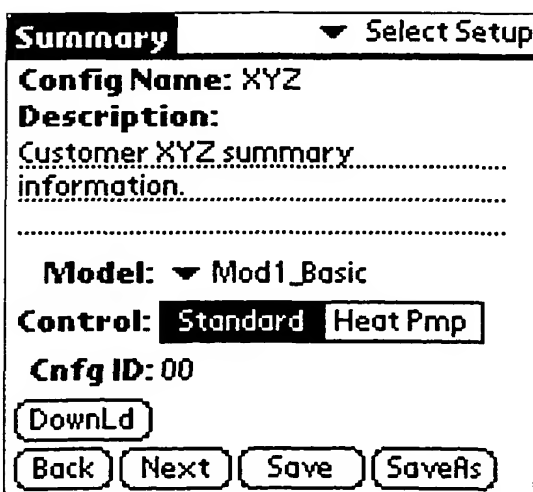 Summary Select Setup
Config Name: XYZ
Description:
Customer XYZ summary
information.
Model: Mod1_Basic
Control: Standard Heat Pmp
Cnfg ID: 00
DownLd
Back Next Save SaveAs